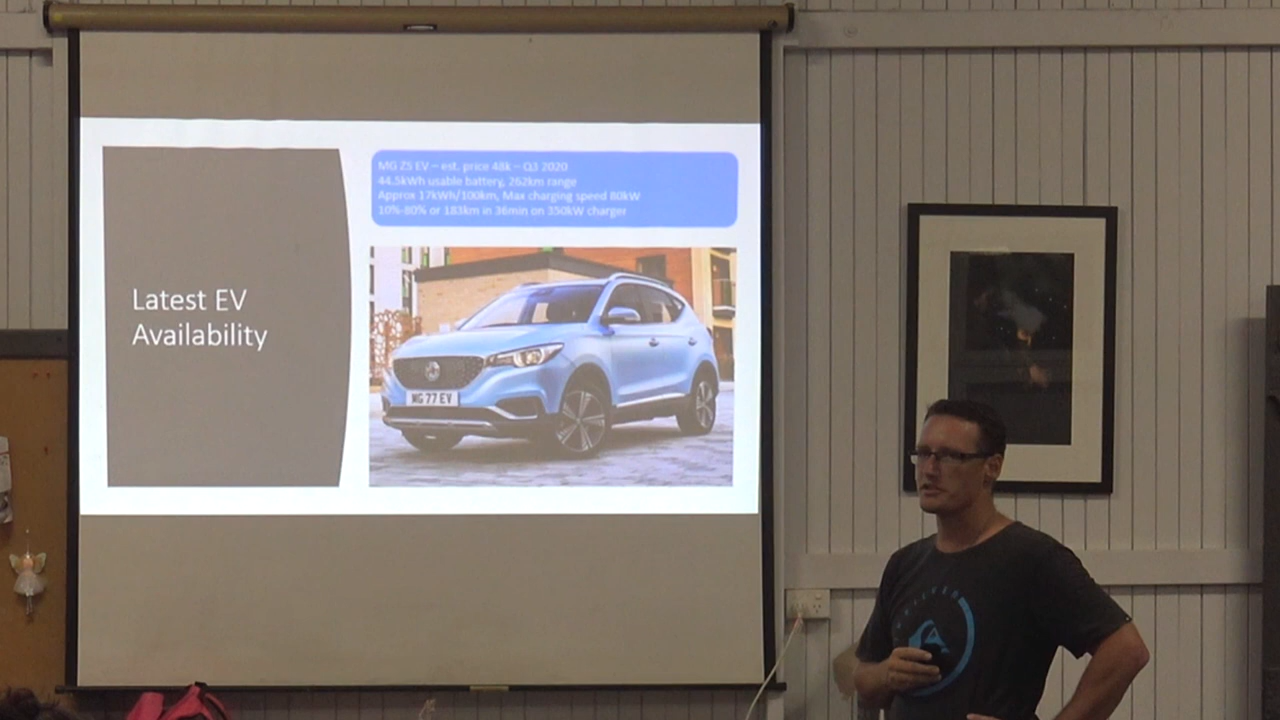 MG ZS EV – est. price 48k – Q3 2020
44.5kWh usable battery, 262km range
Approx 17kWh/100km, Max charging speed 80kW
10%-80% or 183km in 36min on 350kW charger
Latest EV
Availability
MG 77 EV